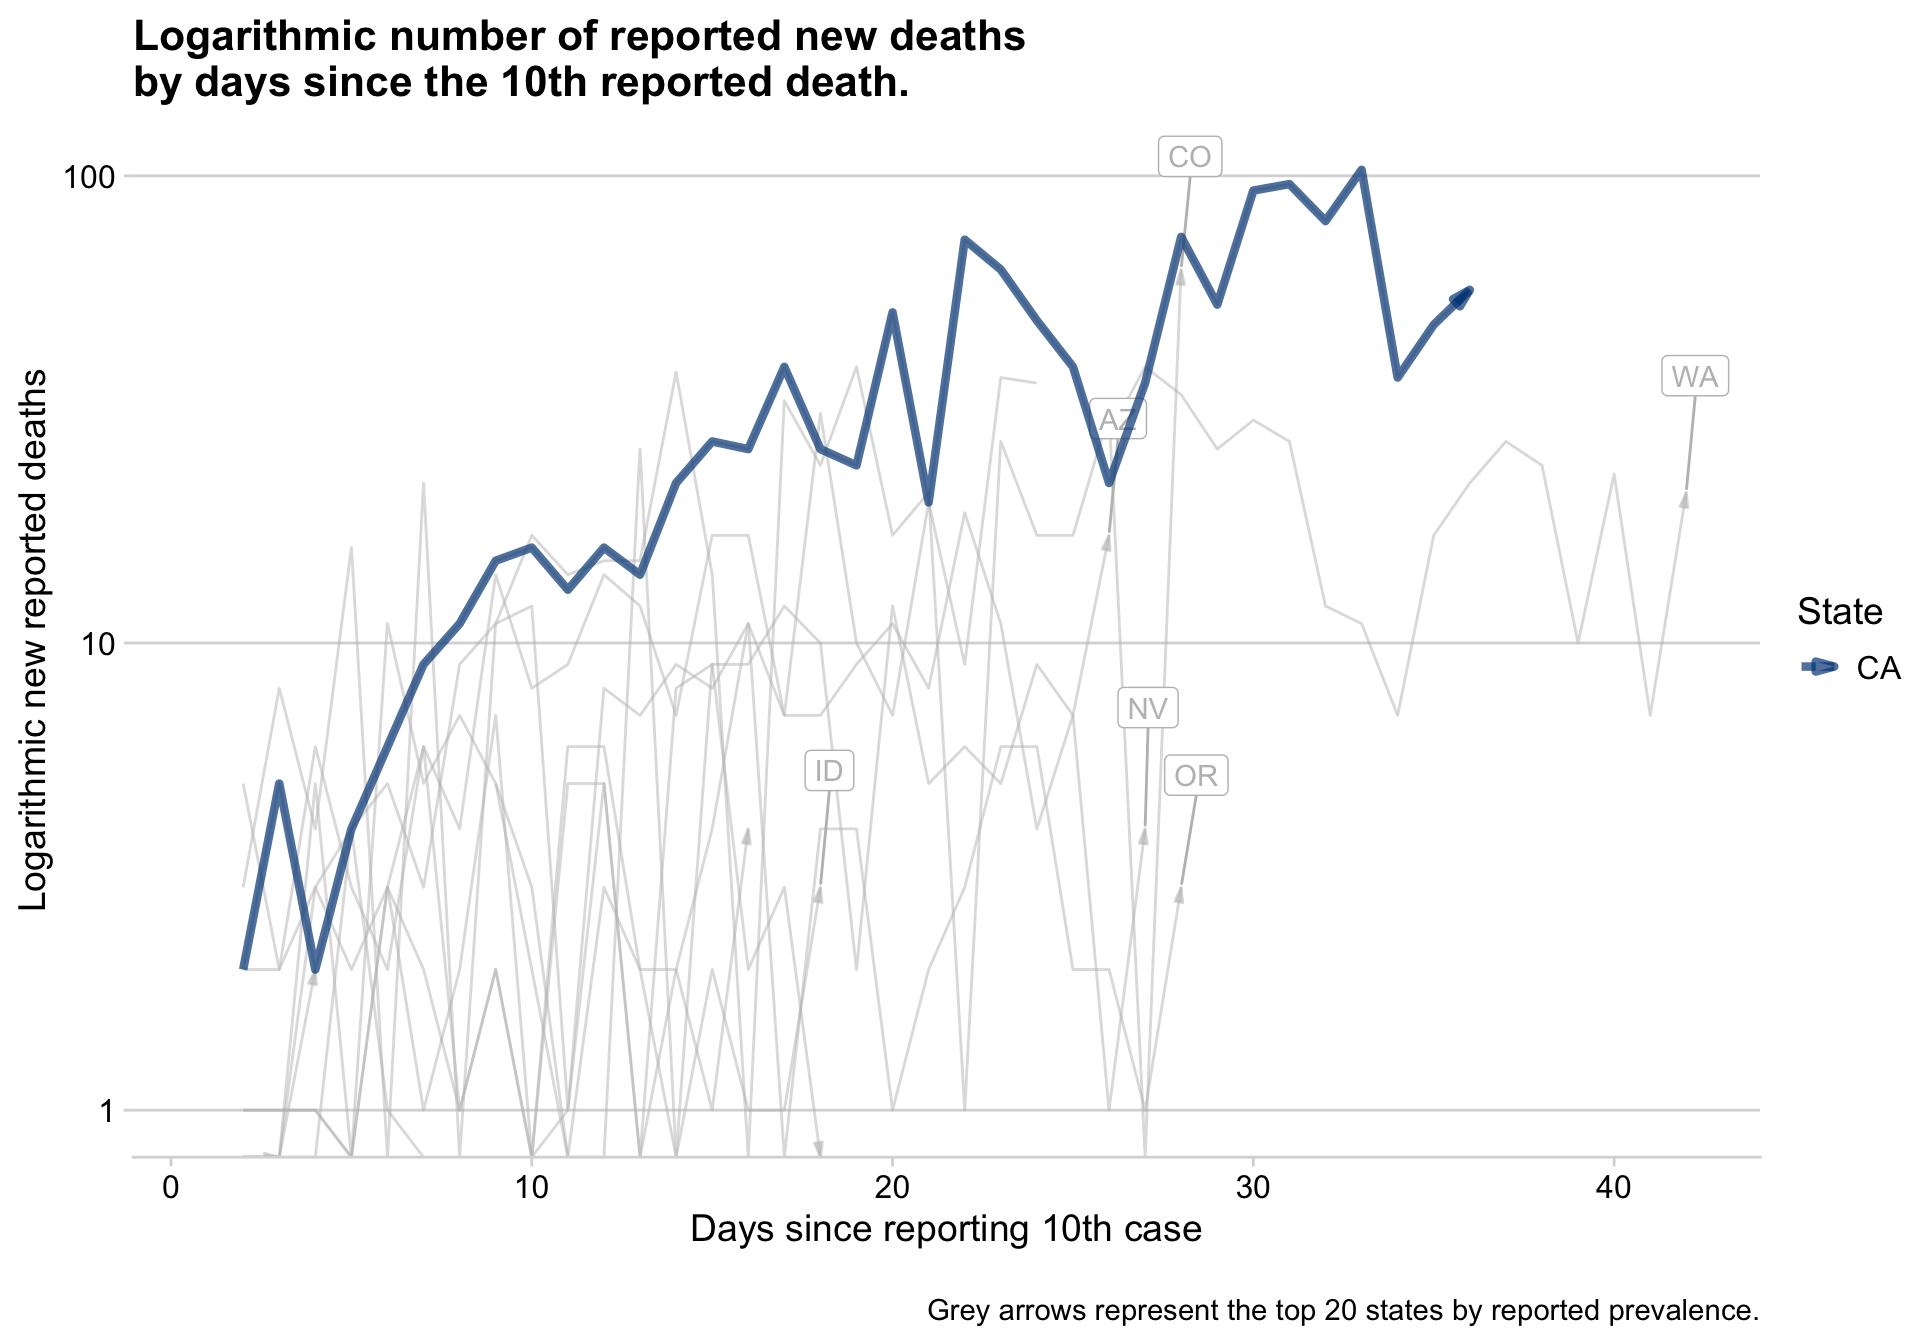 Logarithmic number of reported new deaths
by days since the 10th reported death.
Logarithmic new reported deaths
100
10
1
CO
WA
AZ
NV
OR
ID
State
CA
0 10 20 30 40
Days since reporting 10th case
Grey arrows represent the top 20 states by reported prevalence.